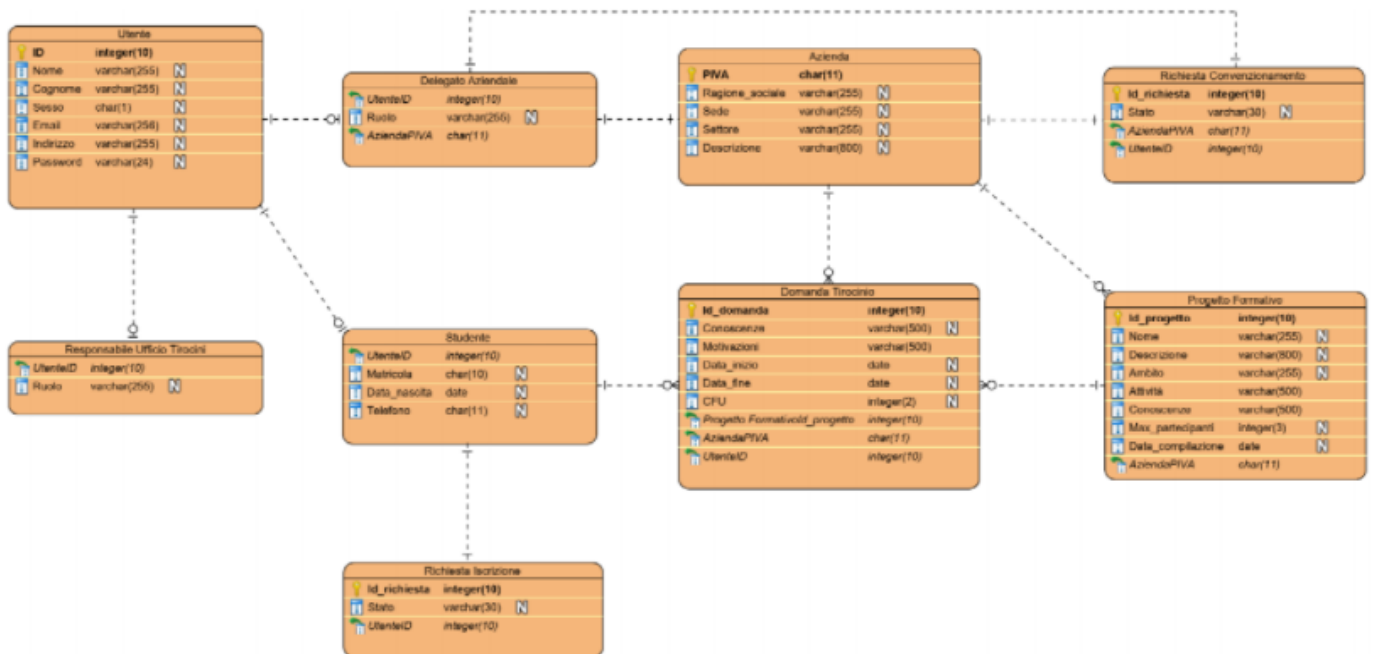 Utente
ID integer(10)
Nome varchar(255) N
Cognome varchar(255) N
Sesso char(1) N
Email varchar(256) N
Indirizzo varchar(255) N
Password varchar(24) N
Delegato Aziendale
UtenteID integer(10)
Ruolo varchar(255) N
AziendaPIVA char(11)
Azienda
PIVA char(11)
Ragione_sociale varchar(255) N
Sede varchar(255) N
Settore varchar(255) N
Descrizione varchar(800) N
Richiesta Convenzionamento
Id_richiesta integer(10)
Stato varchar(30) N
AziendaPIVA char(11)
UtenteID integer(10)
Responsabile Ufficio Tirocini
UtenteID integer(10)
Ruolo varchar(255) N
Studente
UtenteID integer(10)
Matricola char(10) N
Data_nascita date N
Telefono char(11) N
Domanda Tirocinio
Id_domanda integer(10)
Conoscenze varchar(500) N
Motivazioni varchar(500)
Data_inizio date N
Data_fine date N
CFU integer(2) N
Progetto FormativoId_progetto integer(10)
AziendaPIVA char(11)
UtenteID integer(10)
Progetto Formativo
Id_progetto integer(10)
Nome varchar(255) N
Descrizione varchar(800) N
Ambito varchar(255) N
Attività varchar(500)
Conoscenze varchar(500)
Max_partecipanti integer(3) N
Data_compilazione date N
AziendaPIVA char(11)
Richiesta Iscrizione
Id_richiesta integer(10)
Stato varchar(30) N
UtenteID integer(10)